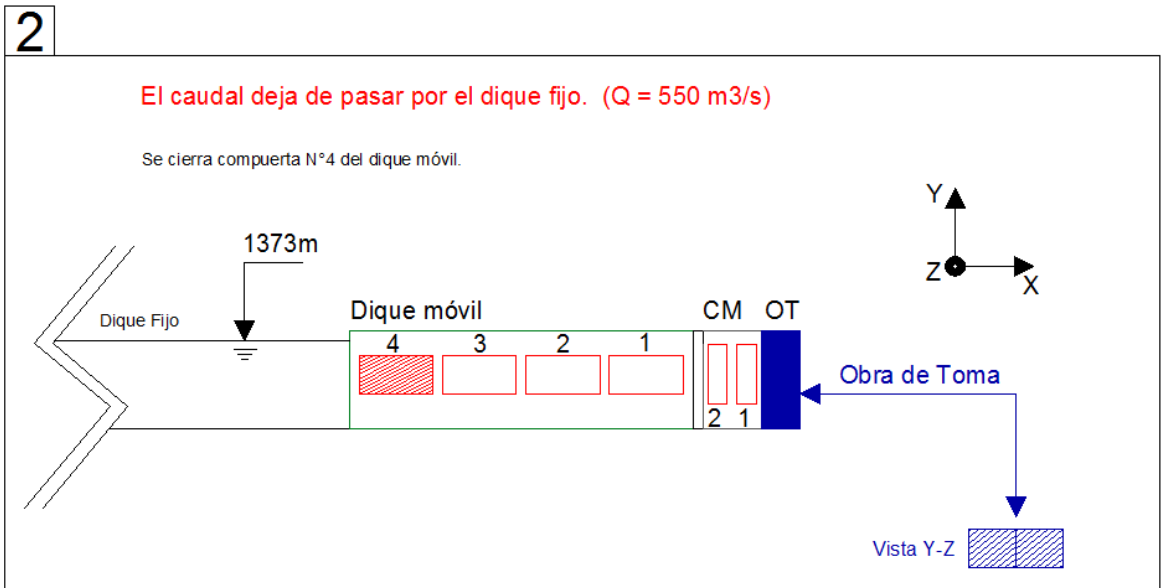 2
El caudal deja de pasar por el dique fijo. (Q = 550 m3/s)
Se cierra compuerta N°4 del dique móvil.
Y
Z
X
1373m
Dique Fijo
Dique móvil
CM
OT
4
3
2
1
2
1
Obra de Toma
Vista Y-Z